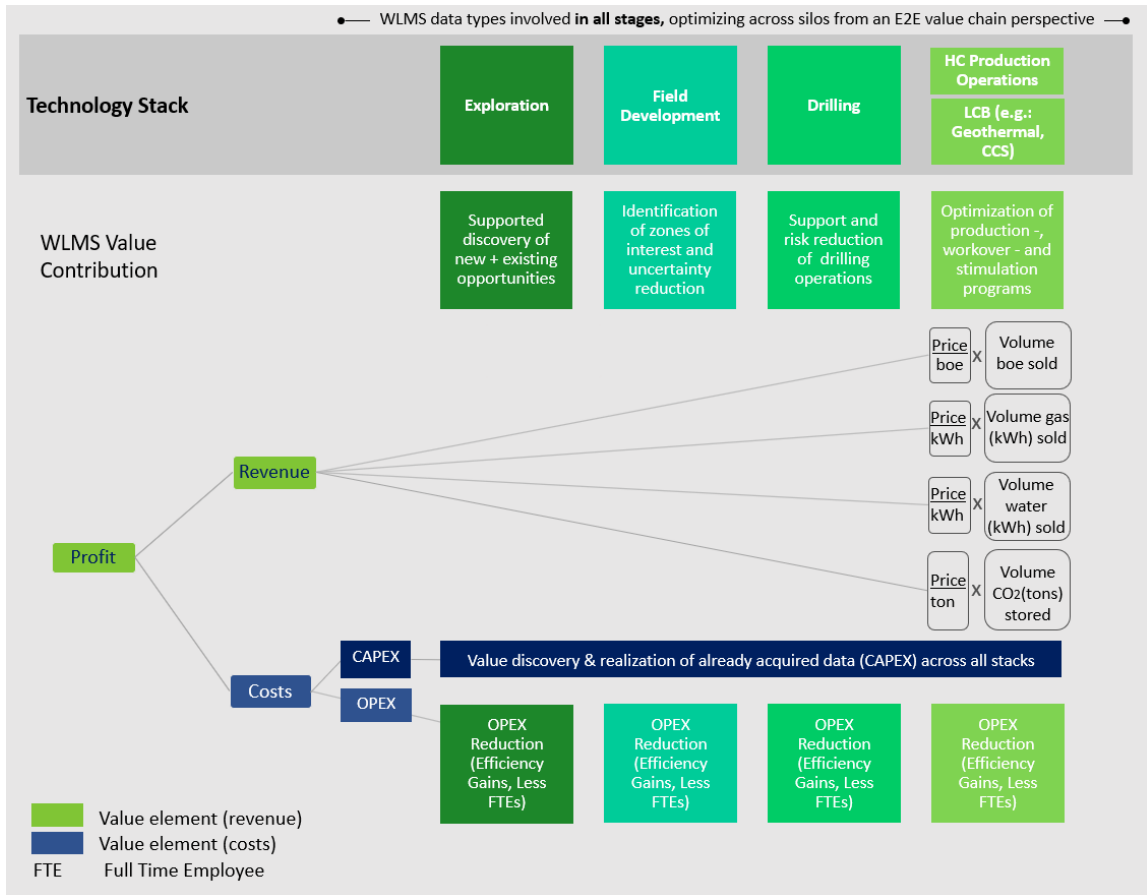 WLMS data types involved in all stages, optimizing across silos from an E2E value chain perspective
Technology Stack
Exploration
Field
Development
Drilling
HC Production
Operations
LCB (e.g.:
Geothermal,
CCS)
WLMS Value
Contribution
Supported
discovery of
new + existing
opportunities
Identification
of zones of
interest and
uncertainty
reduction
Support and
risk reduction
of drilling
operations
Optimization of
production -,
workover - and
stimulation
programs
Price
boe
X
Volume
boe sold
Price
kWh
X
Volume gas
(kWh) sold
Price
kWh
X
Volume
water
(kWh) sold
Price
ton
X
Volume
CO2(tons)
stored
Revenue
Profit
Costs
CAPEX
Value discovery & realization of already acquired data (CAPEX) across all stacks
OPEX
OPEX
Reduction
(Efficiency
Gains, Less
FTEs)
OPEX
Reduction
(Efficiency
Gains, Less
FTEs)
OPEX
Reduction
(Efficiency
Gains, Less
FTEs)
OPEX
Reduction
(Efficiency
Gains, Less
FTEs)
Value element (revenue)
Value element (costs)
FTE Full Time Employee